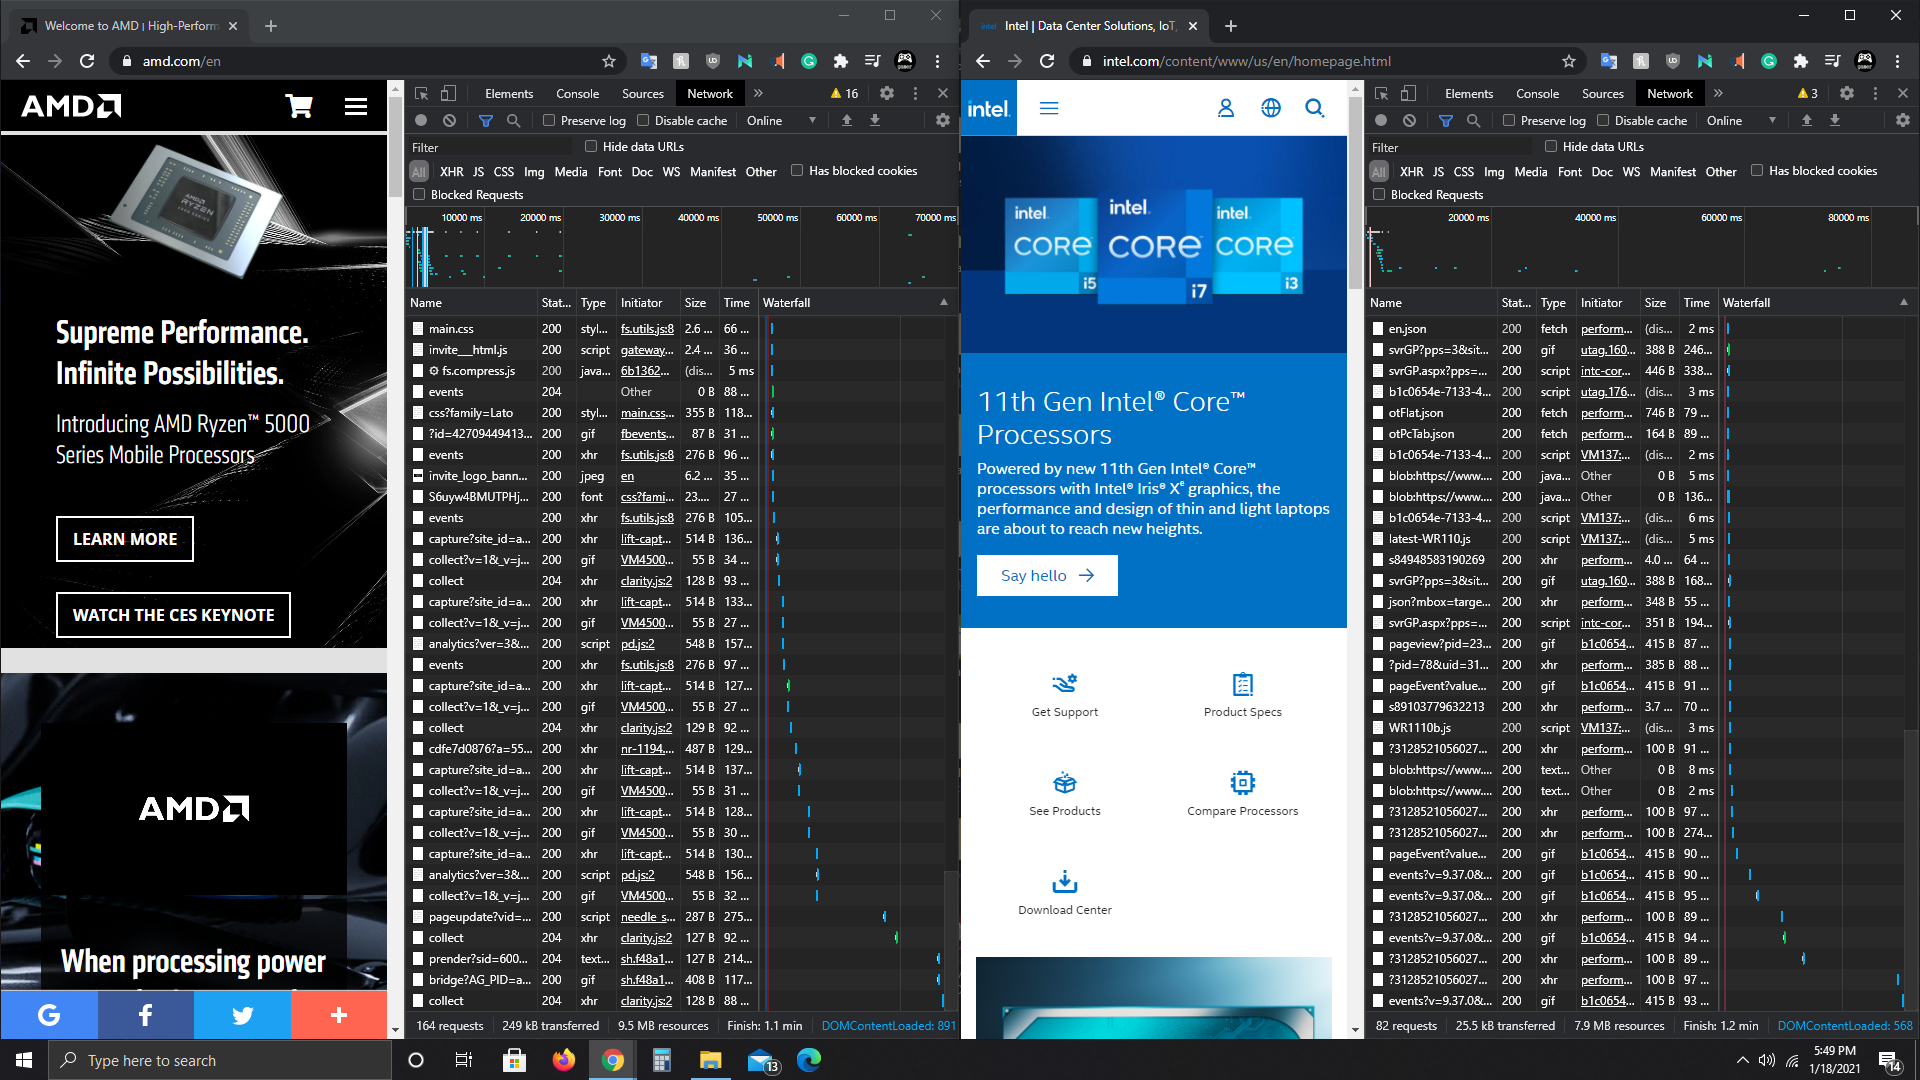 Welcome to AMD | High-Perform
amd.com/en
AMD
Supreme Performance.
Infinite Possibilities.
Introducing AMD Ryzen™ 5000
Series Mobile Processors
LEARN MORE
WATCH THE CES KEYNOTE
AMD
When processing power
Elements Console Sources Network » 16
Preserve log Disable cache Online
Filter Hide data URLs
All XHR JS CSS Img Media Font Doc WS Manifest Other Has blocked cookies
Blocked Requests
10000 ms 20000 ms 30000 ms 40000 ms 50000 ms 60000 ms 70000 ms
Name Stat... Type Initiator Size Time Waterfall
main.css 200 styl... fs.utils.js:8 2.6 ... 66 ...
invite__html.js 200 script gateway... 2.4 ... 36 ...
fs.compress.js 200 java... 6b1362... (dis... 5 ms
events 204 Other 0 B 88 ...
css?family=Lato 200 styl... main.css... 355 B 118...
?id=42709449413... 200 gif fbevents... 87 B 31 ...
events 200 xhr fs.utils.js:8 276 B 96 ...
invite_logo_bann... 200 jpeg en 6.2 ... 35 ...
S6uyw4BMUTPHj... 200 font css?fami... 23.... 27 ...
events 200 xhr fs.utils.js:8 276 B 105...
capture?site_id=a... 200 xhr lift-capt... 514 B 136...
collect?v=1&_v=j... 200 gif VM4500... 55 B 34 ...
collect 204 xhr clarity.js:2 128 B 93 ...
capture?site_id=a... 200 xhr lift-capt... 514 B 133...
collect?v=1&_v=j... 200 gif VM4500... 55 B 27 ...
analytics?ver=3&... 200 script pd.js:2 548 B 157...
events 200 xhr fs.utils.js:8 276 B 97 ...
capture?site_id=a... 200 xhr lift-capt... 514 B 127...
collect?v=1&_v=j... 200 gif VM4500... 55 B 27 ...
collect 204 xhr clarity.js:2 129 B 92 ...
cdfe7d0876?a=55... 200 xhr nr-1194.... 487 B 129...
capture?site_id=a... 200 xhr lift-capt... 514 B 137...
collect?v=1&_v=j... 200 gif VM4500... 55 B 31 ...
capture?site_id=a... 200 xhr lift-capt... 514 B 128...
collect?v=1&_v=j... 200 gif VM4500... 55 B 30 ...
capture?site_id=a... 200 xhr lift-capt... 514 B 130...
analytics?ver=3&... 200 script pd.js:2 548 B 156...
collect?v=1&_v=j... 200 gif VM4500... 55 B 32 ...
pageupdate?vid=... 200 script needle_s... 287 B 275...
collect 204 xhr clarity.js:2 127 B 92 ...
prender?sid=600... 204 text... sh.f48a1... 127 B 214...
bridge?AG_PID=a... 200 gif sh.f48a1... 408 B 117...
collect 204 xhr clarity.js:2 128 B 88 ...
164 requests 249 kB transferred 9.5 MB resources Finish: 1.1 min DOMContentLoaded: 891
Intel | Data Center Solutions, IoT,
intel.com/content/www/us/en/homepage.html
intel.
intel. CORE i5
intel. CORE i7
intel. CORE i3
11th Gen Intel® Core™
Processors
Powered by new 11th Gen Intel® Core™
processors with Intel® Iris® Xe graphics, the
performance and design of thin and light laptops
are about to reach new heights.
Say hello
Get Support Product Specs
See Products Compare Processors
Download Center
Elements Console Sources Network » 3
Preserve log Disable cache Online
Filter Hide data URLs
All XHR JS CSS Img Media Font Doc WS Manifest Other Has blocked cookies
Blocked Requests
20000 ms 40000 ms 60000 ms 80000 ms
Name Stat... Type Initiator Size Time Waterfall
en.json 200 fetch perform... (dis... 2 ms
svrGP?pps=3&sit... 200 gif utag.160... 388 B 246...
svrGP.aspx?pps=... 200 script intc-cor... 446 B 338...
b1c0654e-7133-4... 200 script utag.176... (dis... 3 ms
otFlat.json 200 fetch perform... 746 B 79 ...
otPcTab.json 200 fetch perform... 164 B 89 ...
b1c0654e-7133-4... 200 script VM137:... (dis... 2 ms
blob:https://www... 200 java... Other 0 B 5 ms
blob:https://www... 200 java... Other 0 B 136...
b1c0654e-7133-4... 200 script VM137:... (dis... 6 ms
latest-WR110.js 200 script VM137:... (dis... 5 ms
s84948583190269 200 xhr perform... 4.0 ... 64 ...
svrGP?pps=3&sit... 200 gif utag.160... 388 B 168...
json?mbox=targe... 200 xhr perform... 348 B 55 ...
svrGP.aspx?pps=... 200 script intc-cor... 351 B 194...
pageview?pid=23... 200 gif b1c0654... 415 B 87 ...
?pid=78&uid=31... 200 xhr perform... 385 B 88 ...
pageEvent?value... 200 gif b1c0654... 415 B 91 ...
s89103779632213 200 xhr perform... 3.7 ... 70 ...
WR1110b.js 200 script VM137:... (dis... 3 ms
?3128521056027... 200 xhr perform... 100 B 91 ...
blob:https://www... 200 text... Other 0 B 8 ms
blob:https://www... 200 text... Other 0 B 2 ms
?3128521056027... 200 xhr perform... 100 B 97 ...
?3128521056027... 200 xhr perform... 100 B 274...
pageEvent?value... 200 gif b1c0654... 415 B 90 ...
events?v=9.37.0&... 200 gif b1c0654... 415 B 90 ...
events?v=9.37.0&... 200 gif b1c0654... 415 B 95 ...
?3128521056027... 200 xhr perform... 100 B 89 ...
events?v=9.37.0&... 200 gif b1c0654... 415 B 94 ...
?3128521056027... 200 xhr perform... 100 B 89 ...
?3128521056027... 200 xhr perform... 100 B 97 ...
events?v=9.37.0&... 200 gif b1c0654... 415 B 93 ...
82 requests 25.5 kB transferred 7.9 MB resources Finish: 1.2 min DOMContentLoaded: 568
Type here to search
13
5:49 PM
1/18/2021
14